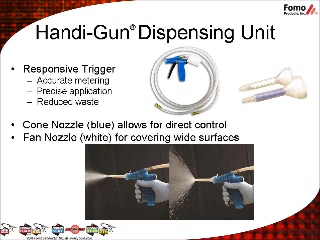 Fomo
Products, Inc.
Handi-Gun® Dispensing Unit
• Responsive Trigger
– Accurate metering
– Precise application
– Reduced waste
• Cone Nozzle (blue) allows for direct control
• Fan Nozzle (white) for covering wide surfaces